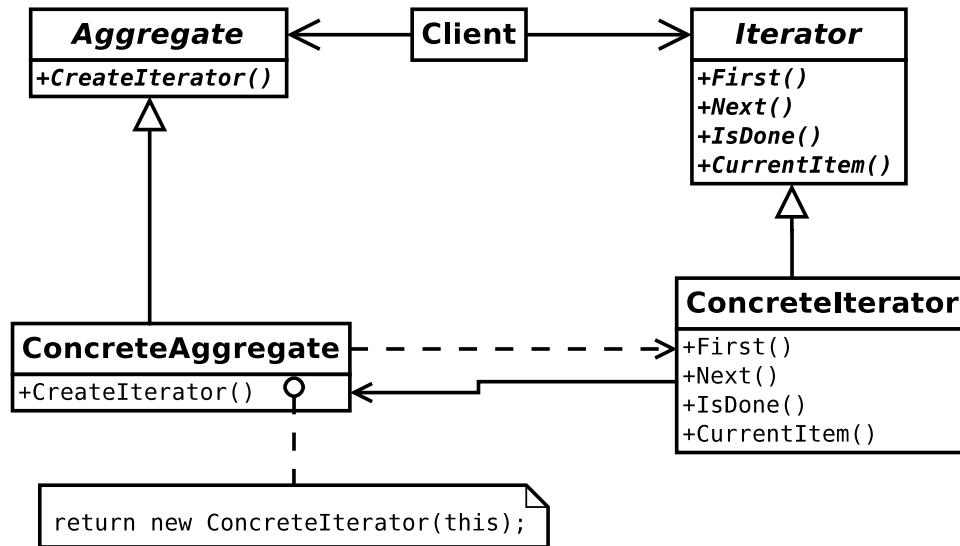 Aggregate
+CreateIterator()
Client
Iterator
+First()
+Next()
+IsDone()
+CurrentItem()
ConcreteAggregate
+CreateIterator()
ConcreteIterator
+First()
+Next()
+IsDone()
+CurrentItem()
return new ConcreteIterator(this);